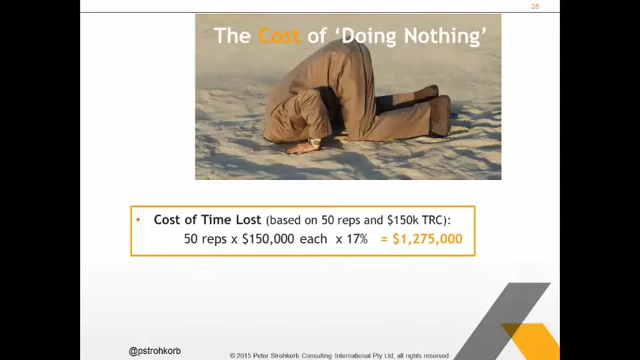 28
The Cost of ‘Doing Nothing’
• Cost of Time Lost (based on 50 reps and $150k TRC):
50 reps x $150,000 each x 17% = $1,275,000
@pstrohkorb
© 2015 Peter Strohkorb Consulting International Pty Ltd, all rights reserved